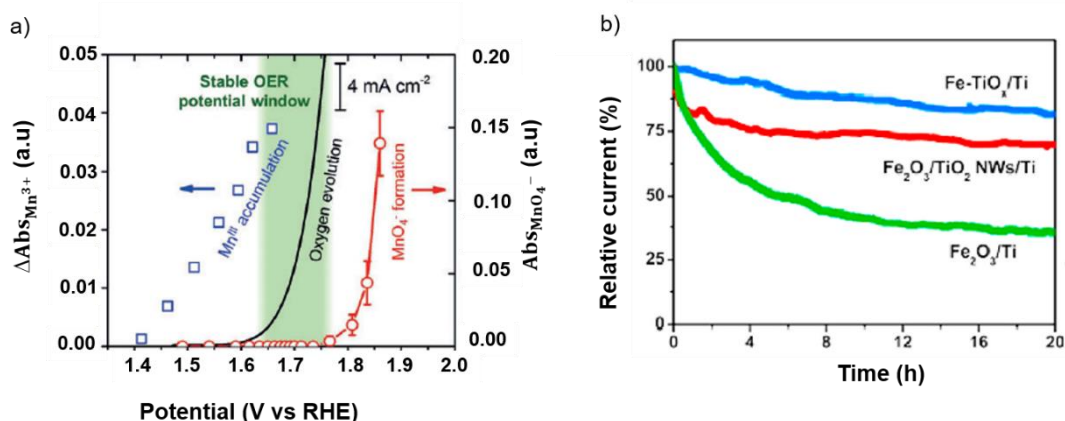 a)
0.05
0.04
0.03
0.02
0.01
0.00
ΔAbs_Mn³⁺ (a.u)
Stable OER
potential window
4 mA cm⁻²
Mnᴵᴵᴵ accumulation
Oxygen evolution
MnO₄⁻ formation
0.20
0.15
0.10
0.05
0.00
Abs_MnO₄⁻ (a.u)
1.4 1.5 1.6 1.7 1.8 1.9 2.0
Potential (V vs RHE)
b)
100
75
50
25
0
Relative current (%)
Fe-TiOₓ/Ti
Fe₂O₃/TiO₂ NWs/Ti
Fe₂O₃/Ti
0 4 8 12 16 20
Time (h)